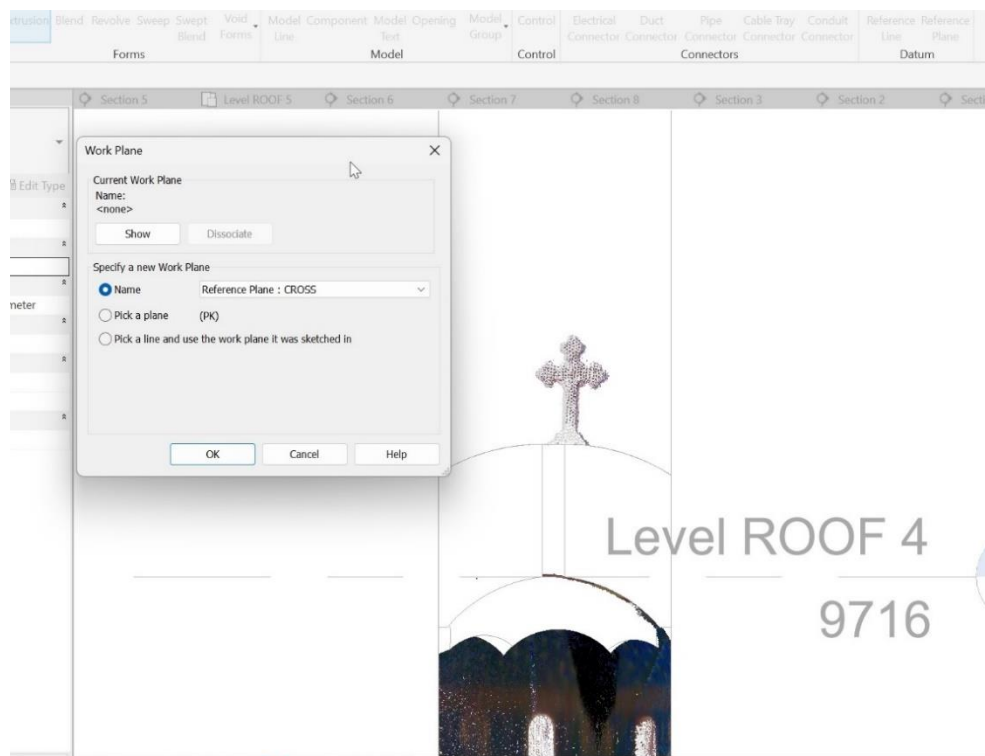 Extrusion Blend Revolve Sweep Swept Void Model Component Model Opening Model Control Electrical Duct Pipe Cable Tray Conduit Reference Reference
Blend Forms Line Text Group Connector Connector Connector Connector Connector Line Plane
Forms Model Control Connectors Datum
Section 5 Level ROOF 5 Section 6 Section 7 Section 8 Section 3 Section 2
Work Plane
Edit Type
Current Work Plane
Name:
<none>
Show Dissociate
Specify a new Work Plane
Name Reference Plane : CROSS
Pick a plane (PK)
Pick a line and use the work plane it was sketched in
OK Cancel Help
Level ROOF 4
9716